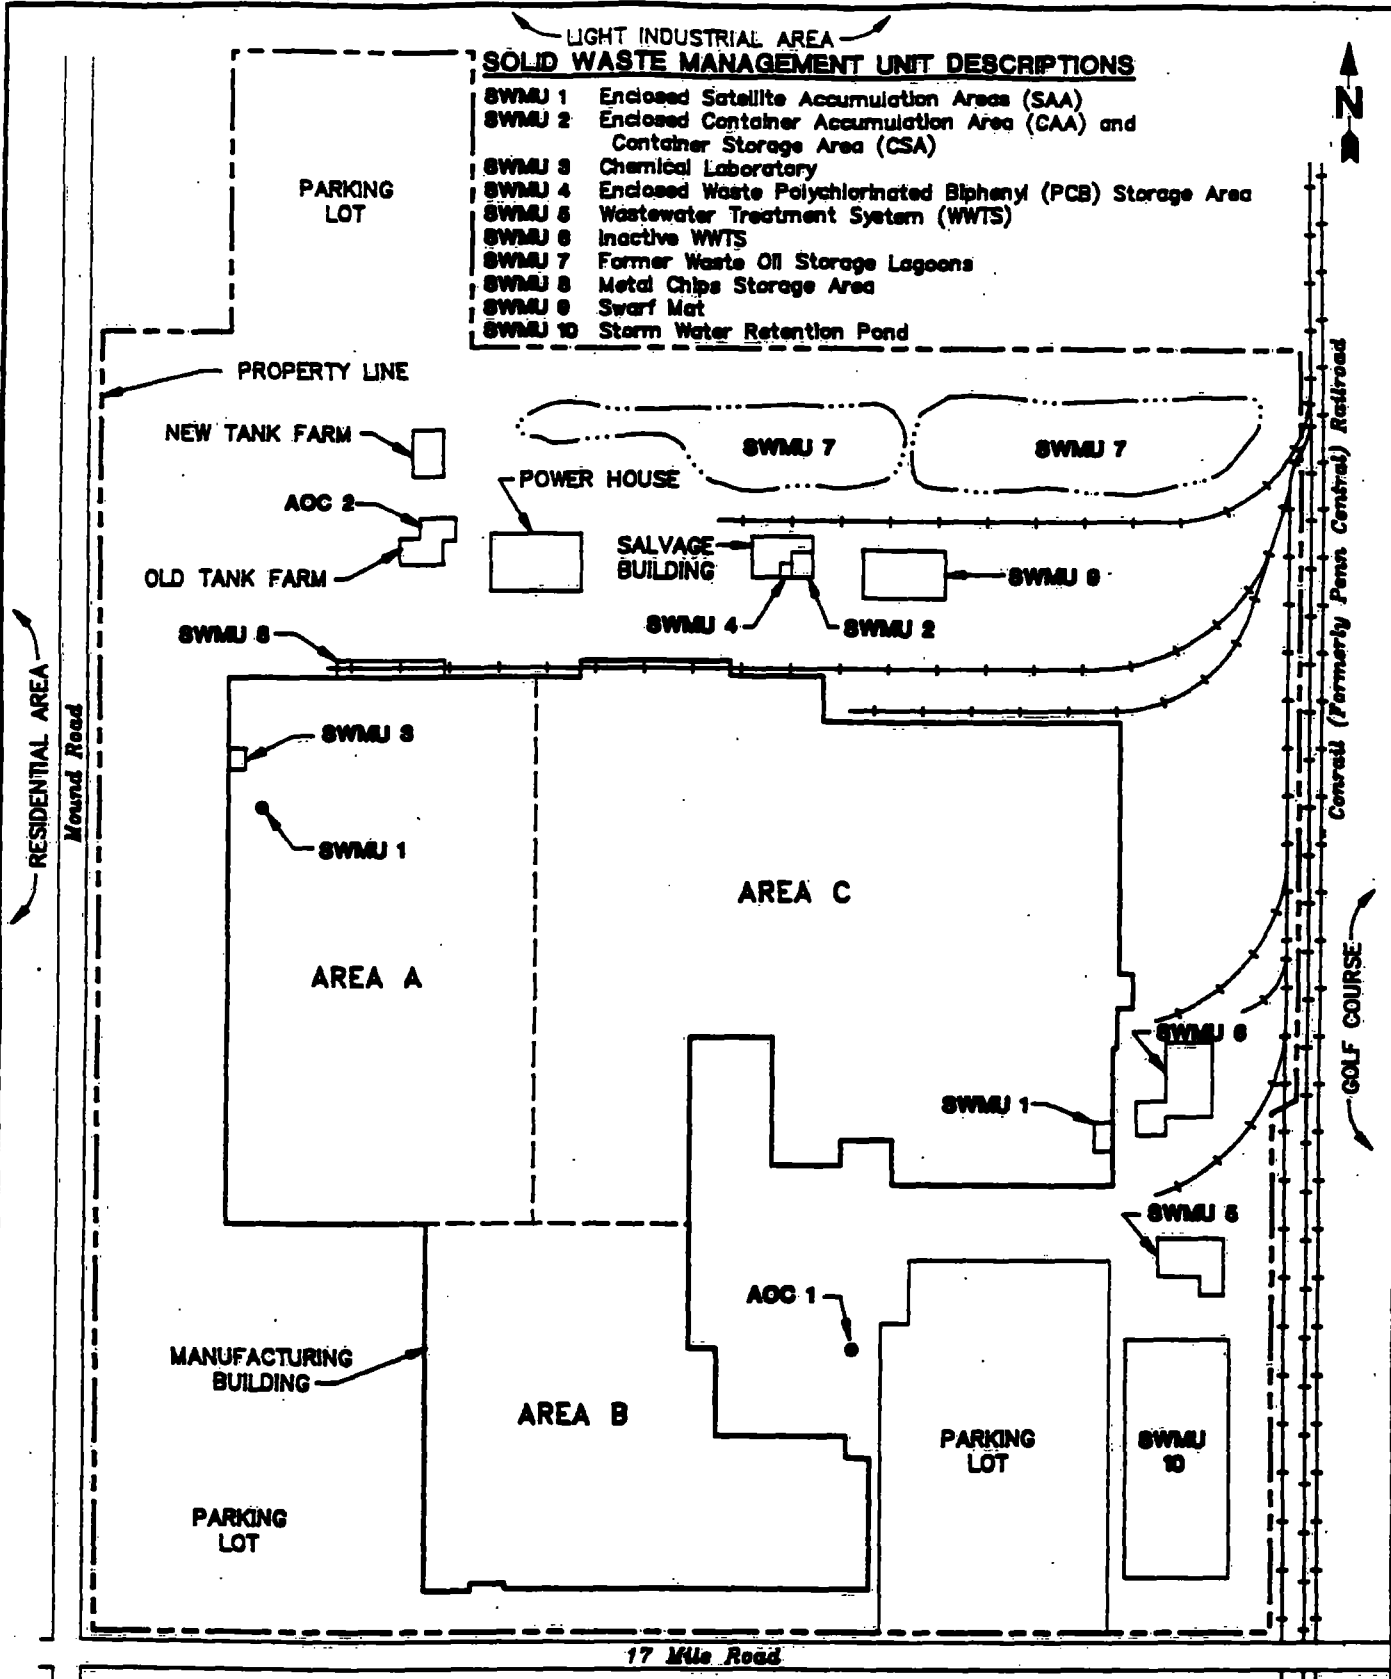 LIGHT INDUSTRIAL AREA
SOLID WASTE MANAGEMENT UNIT DESCRIPTIONS
SWMU 1 Enclosed Satellite Accumulation Areas (SAA)
SWMU 2 Enclosed Container Accumulation Area (CAA) and
Container Storage Area (CSA)
SWMU 3 Chemical Laboratory
SWMU 4 Enclosed Waste Polychlorinated Biphenyl (PCB) Storage Area
SWMU 5 Wastewater Treatment System (WWTS)
SWMU 6 Inactive WWTS
SWMU 7 Former Waste Oil Storage Lagoons
SWMU 8 Metal Chips Storage Area
SWMU 9 Swarf Mat
SWMU 10 Storm Water Retention Pond
N
PARKING
LOT
PROPERTY LINE
NEW TANK FARM
SWMU 7
SWMU 7
POWER HOUSE
AOC 2
OLD TANK FARM
SALVAGE
BUILDING
SWMU 9
SWMU 4
SWMU 2
SWMU 8
Conrail (Formerly Penn Central) Railroad
RESIDENTIAL AREA
Mound Road
SWMU 3
SWMU 1
AREA C
AREA A
GOLF COURSE
SWMU 6
SWMU 1
SWMU 5
AOC 1
MANUFACTURING
BUILDING
AREA B
PARKING
LOT
SWMU
10
PARKING
LOT
17 Mile Road